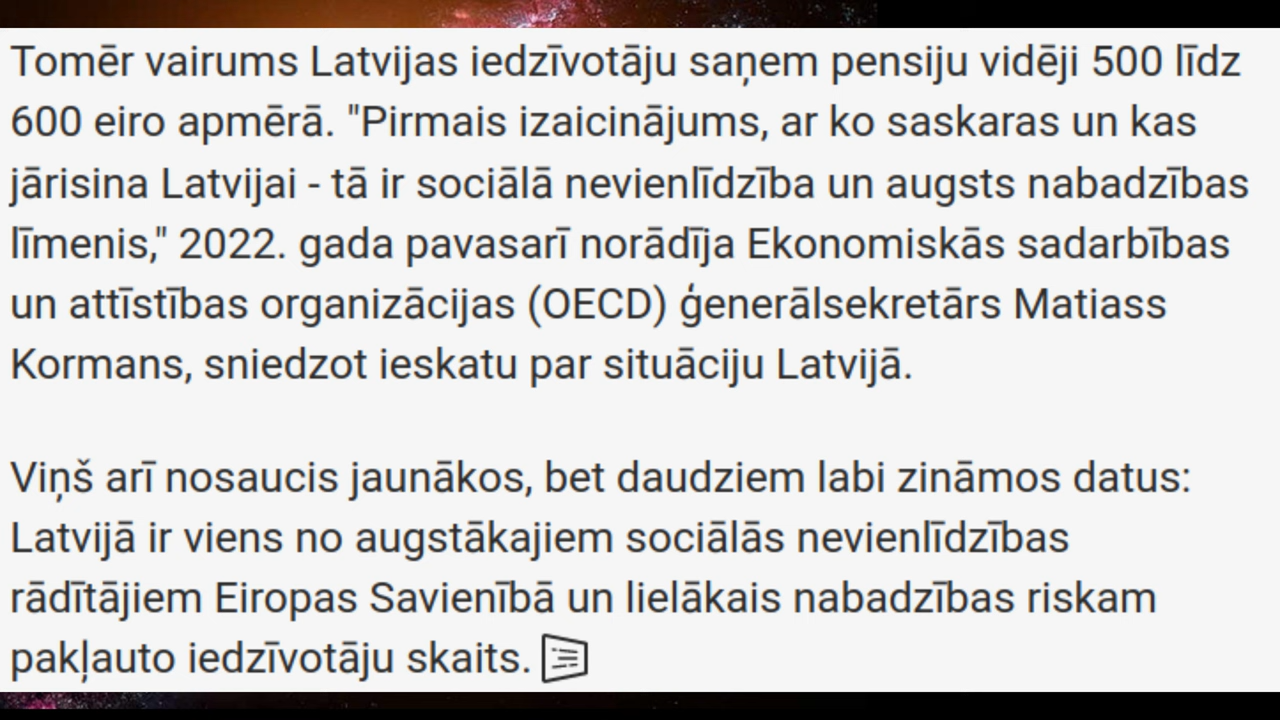 Tomēr vairums Latvijas iedzīvotāju saņem pensiju vidēji 500 līdz
600 eiro apmērā. "Pirmais izaicinājums, ar ko saskaras un kas
jārisina Latvijai - tā ir sociālā nevienlīdzība un augsts nabadzības
līmenis," 2022. gada pavasarī norādīja Ekonomiskās sadarbības
un attīstības organizācijas (OECD) ģenerālsekretārs Matiass
Kormans, sniedzot ieskatu par situāciju Latvijā.
Viņš arī nosaucis jaunākos, bet daudziem labi zināmos datus:
Latvijā ir viens no augstākajiem sociālās nevienlīdzības
rādītājiem Eiropas Savienībā un lielākais nabadzības riskam
pakļauto iedzīvotāju skaits.